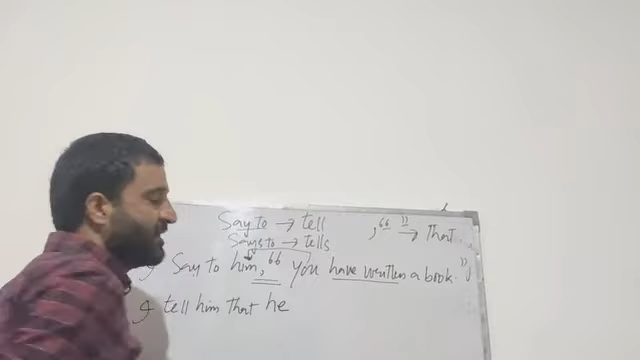 Say to → tell
, “ ” → That
Says to → tells
I Say to him, “ you have written a book. ”
I tell him that he